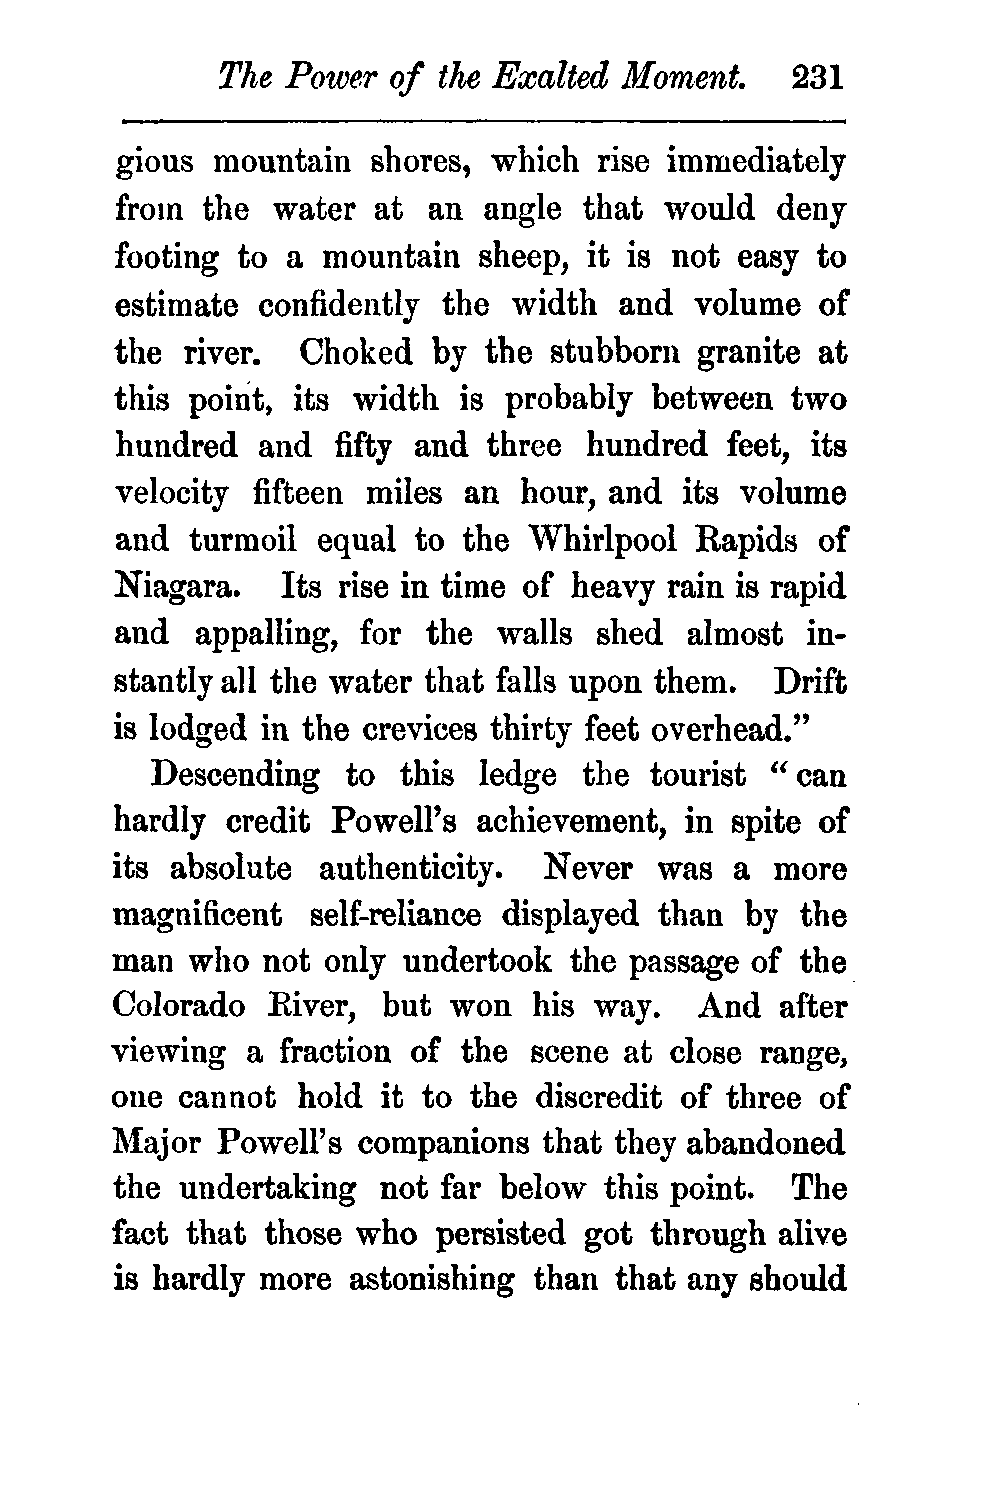 The Power of the Exalted Moment. 231
gious mountain shores, which rise immediately
from the water at an angle that would deny
footing to a mountain sheep, it is not easy to
estimate confidently the width and volume of
the river. Choked by the stubborn granite at
this point, its width is probably between two
hundred and fifty and three hundred feet, its
velocity fifteen miles an hour, and its volume
and turmoil equal to the Whirlpool Rapids of
Niagara. Its rise in time of heavy rain is rapid
and appalling, for the walls shed almost in-
stantly all the water that falls upon them. Drift
is lodged in the crevices thirty feet overhead.”
Descending to this ledge the tourist “ can
hardly credit Powell’s achievement, in spite of
its absolute authenticity. Never was a more
magnificent self-reliance displayed than by the
man who not only undertook the passage of the
Colorado River, but won his way. And after
viewing a fraction of the scene at close range,
one cannot hold it to the discredit of three of
Major Powell’s companions that they abandoned
the undertaking not far below this point. The
fact that those who persisted got through alive
is hardly more astonishing than that any should